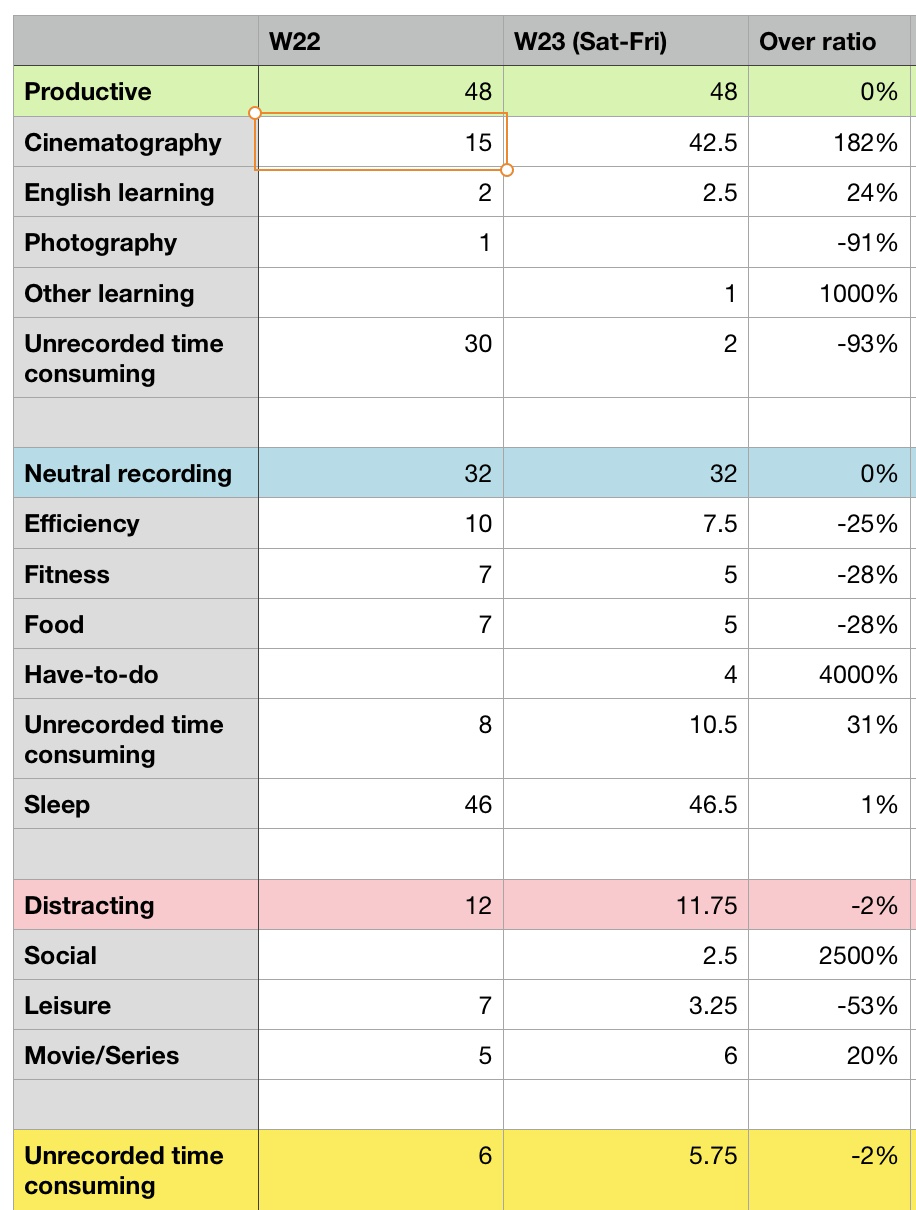 W22 W23 (Sat-Fri) Over ratio
Productive 48 48 0%
Cinematography 15 42.5 182%
English learning 2 2.5 24%
Photography 1 -91%
Other learning 1 1000%
Unrecorded time 30 2 -93%
consuming
Neutral recording 32 32 0%
Efficiency 10 7.5 -25%
Fitness 7 5 -28%
Food 7 5 -28%
Have-to-do 4 4000%
Unrecorded time 8 10.5 31%
consuming
Sleep 46 46.5 1%
Distracting 12 11.75 -2%
Social 2.5 2500%
Leisure 7 3.25 -53%
Movie/Series 5 6 20%
Unrecorded time 6 5.75 -2%
consuming